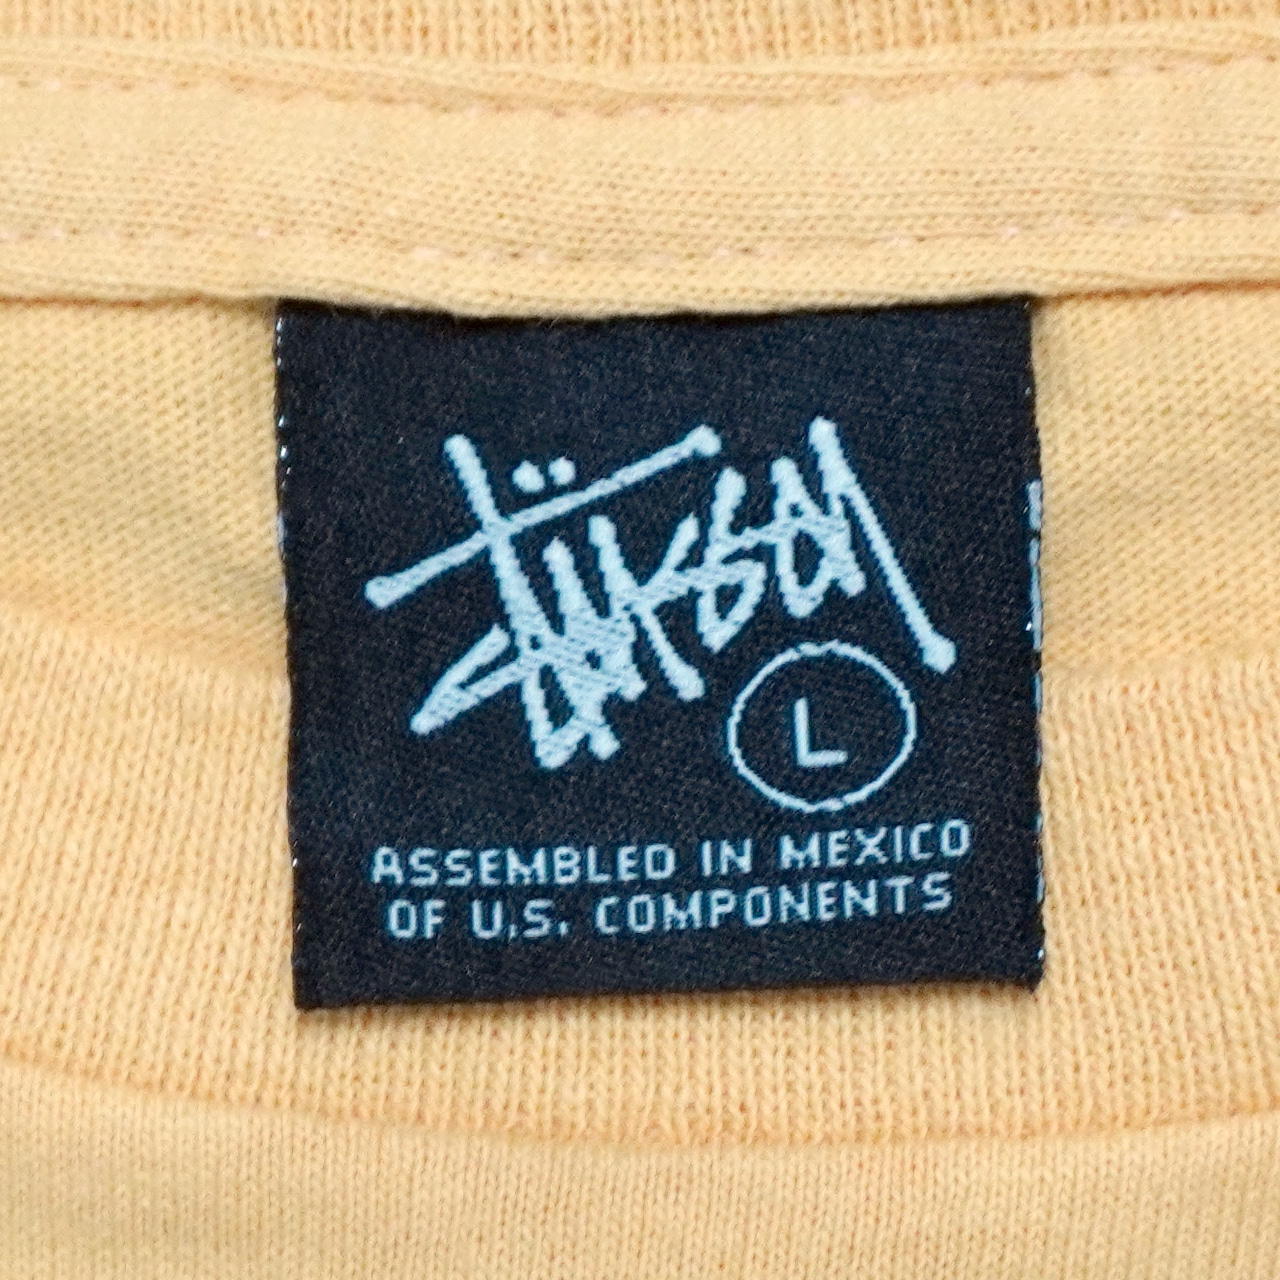 Stüssy
L
ASSEMBLED IN MEXICO
OF U.S. COMPONENTS